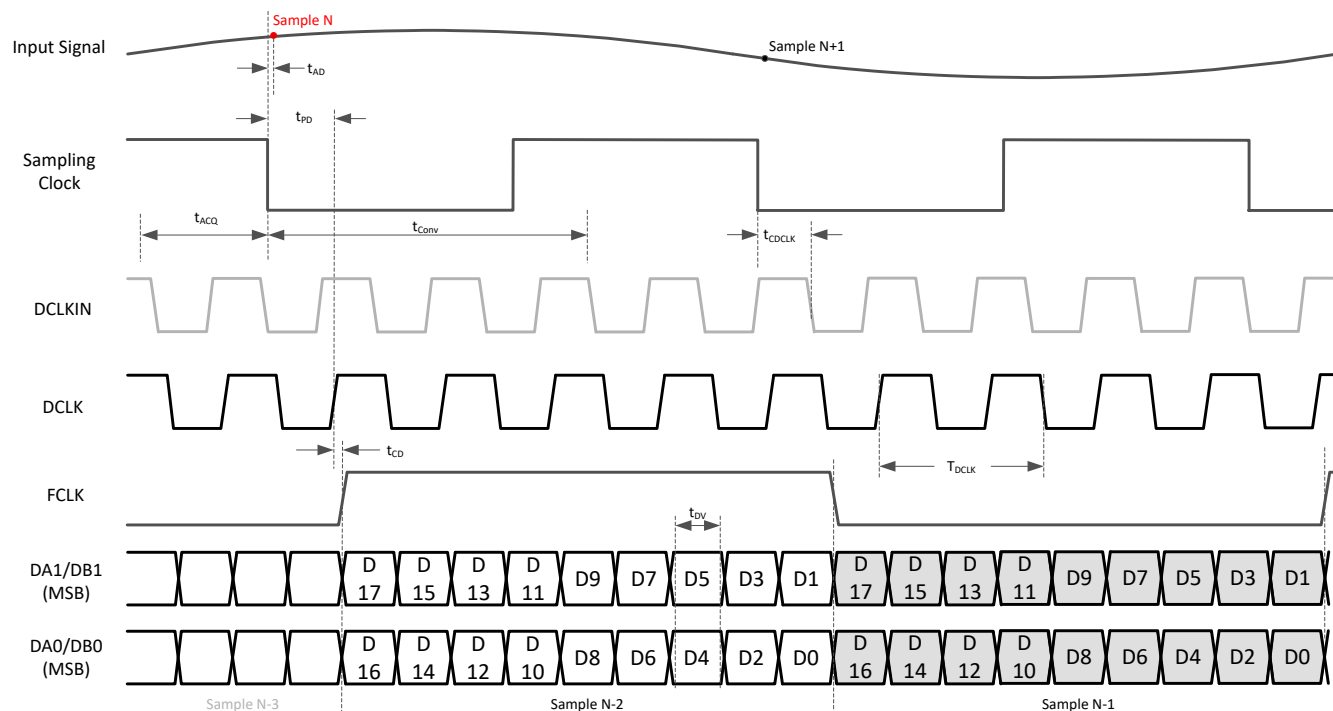 Sample N
Input Signal
Sample N+1
tAD
tPD
Sampling
Clock
tACQ
tConv
tCDCLK
DCLKIN
DCLK
tCD
TDCLK
FCLK
tDV
DA1/DB1
(MSB)
D
17
D
15
D
13
D
11
D9
D7
D5
D3
D1
D
17
D
15
D
13
D
11
D9
D7
D5
D3
D1
DA0/DB0
(MSB)
D
16
D
14
D
12
D
10
D8
D6
D4
D2
D0
D
16
D
14
D
12
D
10
D8
D6
D4
D2
D0
Sample N-3
Sample N-2
Sample N-1